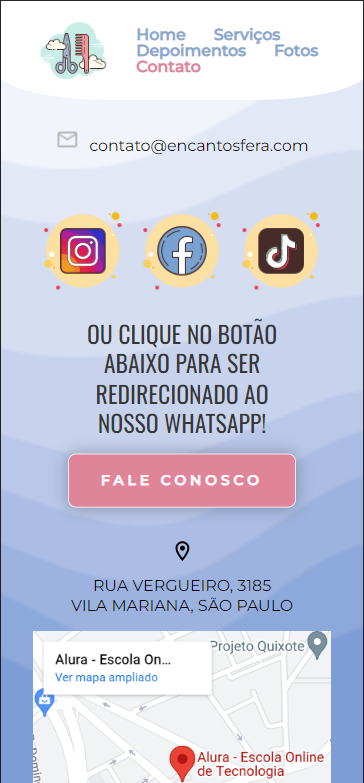 Home Serviços
Depoimentos Fotos
Contato
contato@encantosfera.com
OU CLIQUE NO BOTÃO
ABAIXO PARA SER
REDIRECIONADO AO
NOSSO WHATSAPP!
FALE CONOSCO
RUA VERGUEIRO, 3185
VILA MARIANA, SÃO PAULO
Projeto Quixote
Alura - Escola On...
Ver mapa ampliado
Alura - Escola Online
de Tecnologia